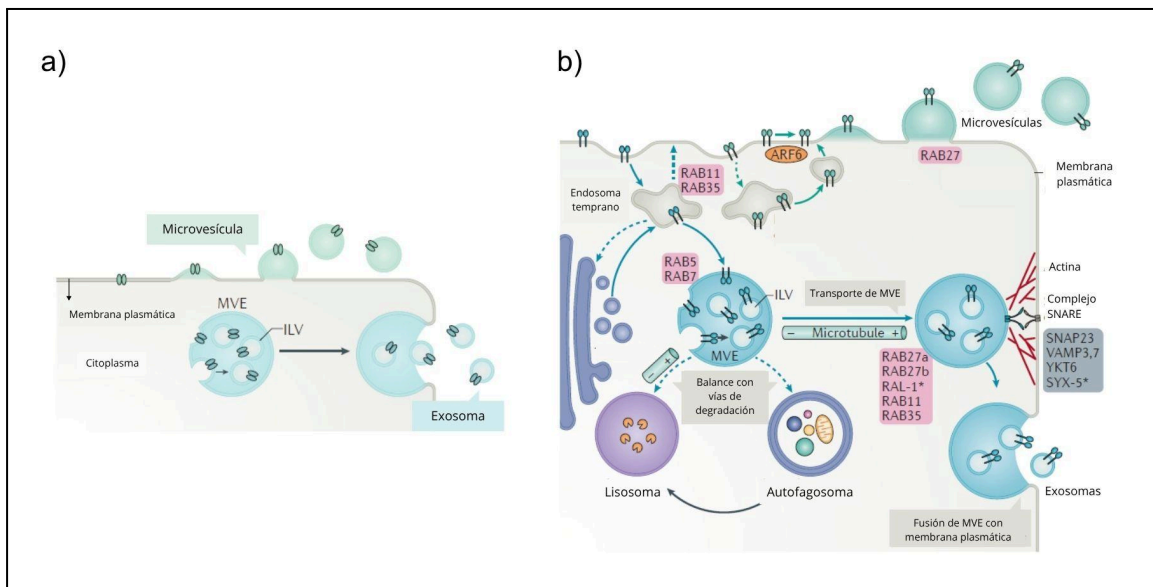 a)
Microvesícula
Membrana plasmática
MVE
ILV
Citoplasma
Exosoma
b)
Microvesículas
RAB27
ARF6
RAB11
RAB35
Membrana
plasmática
Endosoma
temprano
RAB5
RAB7
ILV
Transporte de MVE
− Microtubule +
MVE
Actina
Complejo
SNARE
SNAP23
VAMP3,7
YKT6
SYX-5*
RAB27a
RAB27b
RAL-1*
RAB11
RAB35
− +
Balance con
vías de
degradación
Lisosoma
Autofagosoma
Exosomas
Fusión de MVE con
membrana plasmática